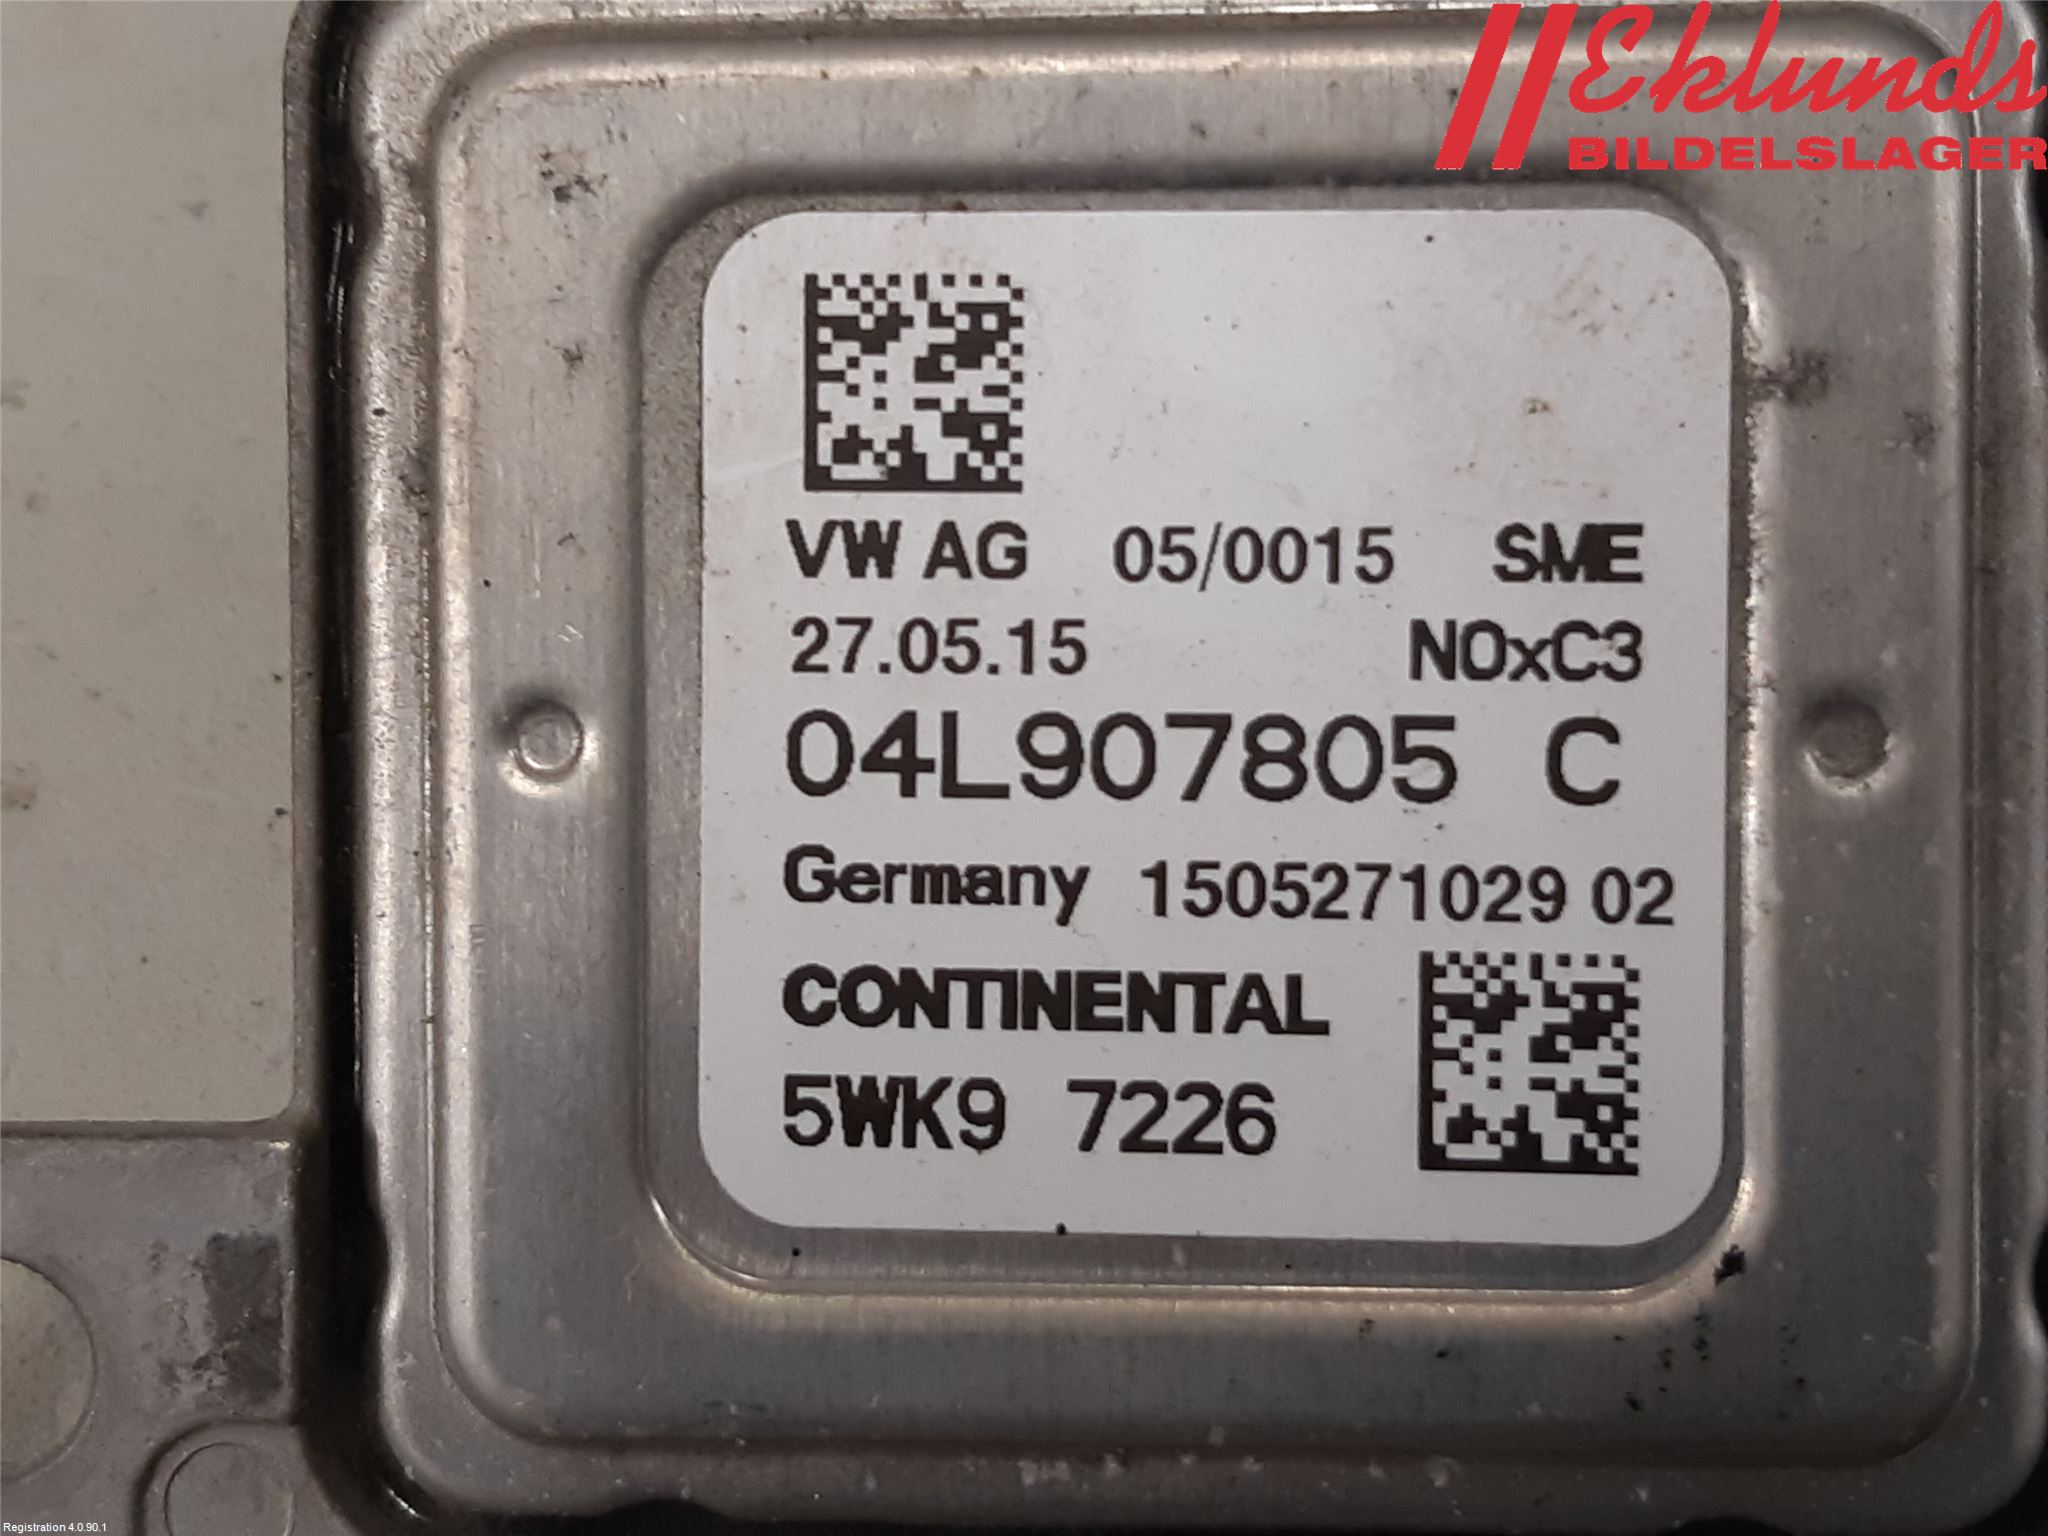 Eklunds
BILDELSLAGER
VW AG 05/0015 SME
27.05.15 NOxC3
04L907805 C
Germany 1505271029 02
CONTINENTAL
5WK9 7226
Registration 4.0.90.1